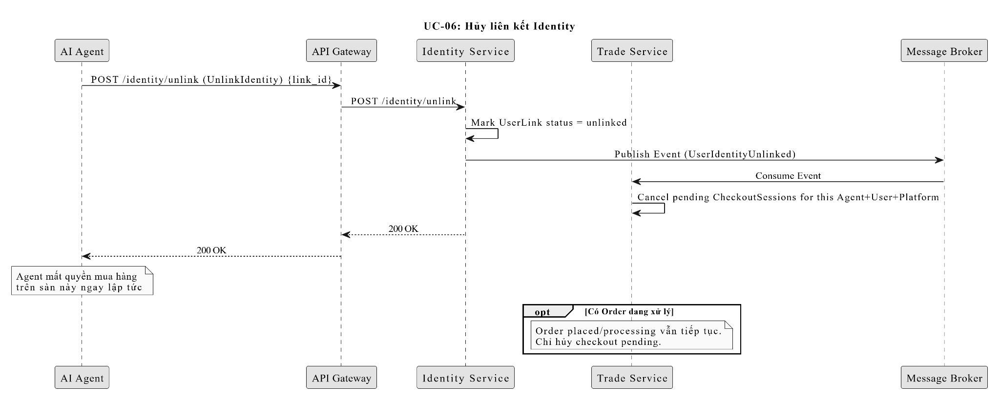 UC-06: Hủy liên kết Identity
AI Agent
API Gateway
Identity Service
Trade Service
Message Broker
POST /identity/unlink (UnlinkIdentity) {link_id}
POST /identity/unlink
Mark UserLink status = unlinked
Publish Event (UserIdentityUnlinked)
Consume Event
Cancel pending CheckoutSessions for this Agent+User+Platform
200 OK
200 OK
Agent mất quyền mua hàng
trên sàn này ngay lập tức
opt
[Có Order đang xử lý]
Order placed/processing vẫn tiếp tục.
Chỉ hủy checkout pending.
AI Agent
API Gateway
Identity Service
Trade Service
Message Broker